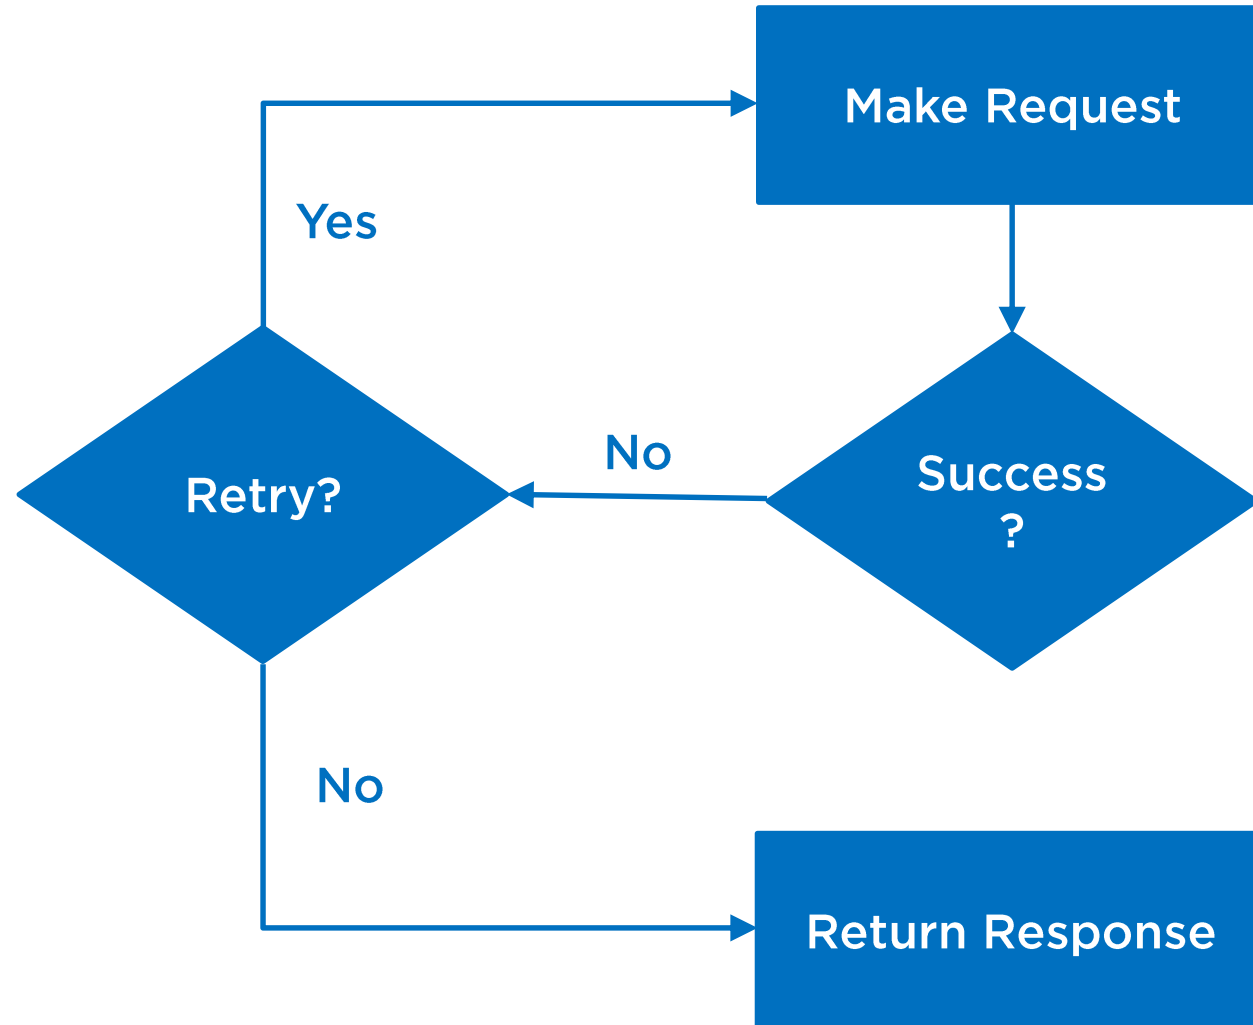 Make Request
Yes
No
Success
?
Retry?
No
Return Response